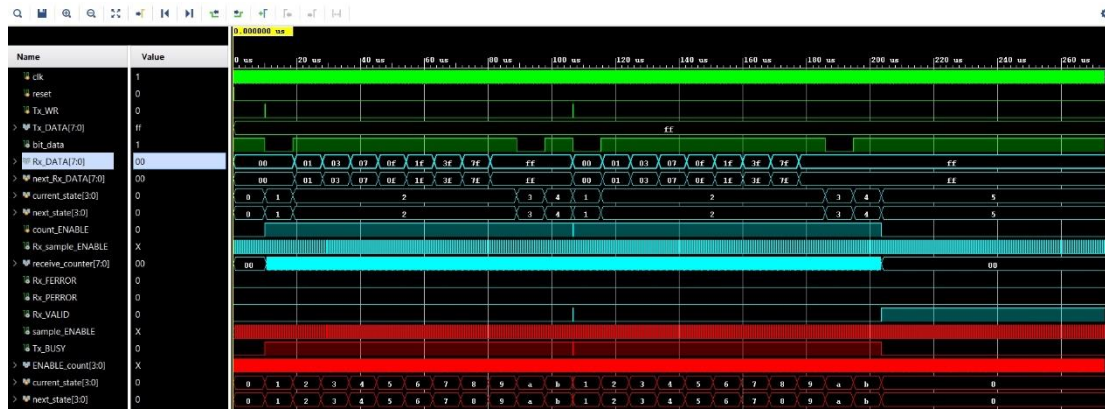 0.000000 us
Name Value
0 us 20 us 40 us 60 us 80 us 100 us 120 us 140 us 160 us 180 us 200 us 220 us 240 us 260 us
clk 1
reset 0
Tx_WR 0
Tx_DATA[7:0] ff ff
bit_data 1
Rx_DATA[7:0] 00 00 01 03 07 0f 1f 3f 7f ff 00 01 03 07 0f 1f 3f 7f ff
next_Rx_DATA[7:0] 00 00 01 03 07 0f 1f 3f 7f ff 00 01 03 07 0f 1f 3f 7f ff
current_state[3:0] 0 0 1 2 3 4 1 2 3 4 5
next_state[3:0] 0 0 1 2 3 4 1 2 3 4 5
count_ENABLE 0
Rx_sample_ENABLE X
receive_counter[7:0] 00 00 00
Rx_FERROR 0
Rx_PERROR 0
Rx_VALID 0
sample_ENABLE X
Tx_BUSY 0
ENABLE_count[3:0] X
current_state[3:0] 0 0 1 2 3 4 5 6 7 8 9 a b 1 2 3 4 5 6 7 8 9 a b 0
next_state[3:0] 0 0 1 2 3 4 5 6 7 8 9 a b 1 2 3 4 5 6 7 8 9 a b 0